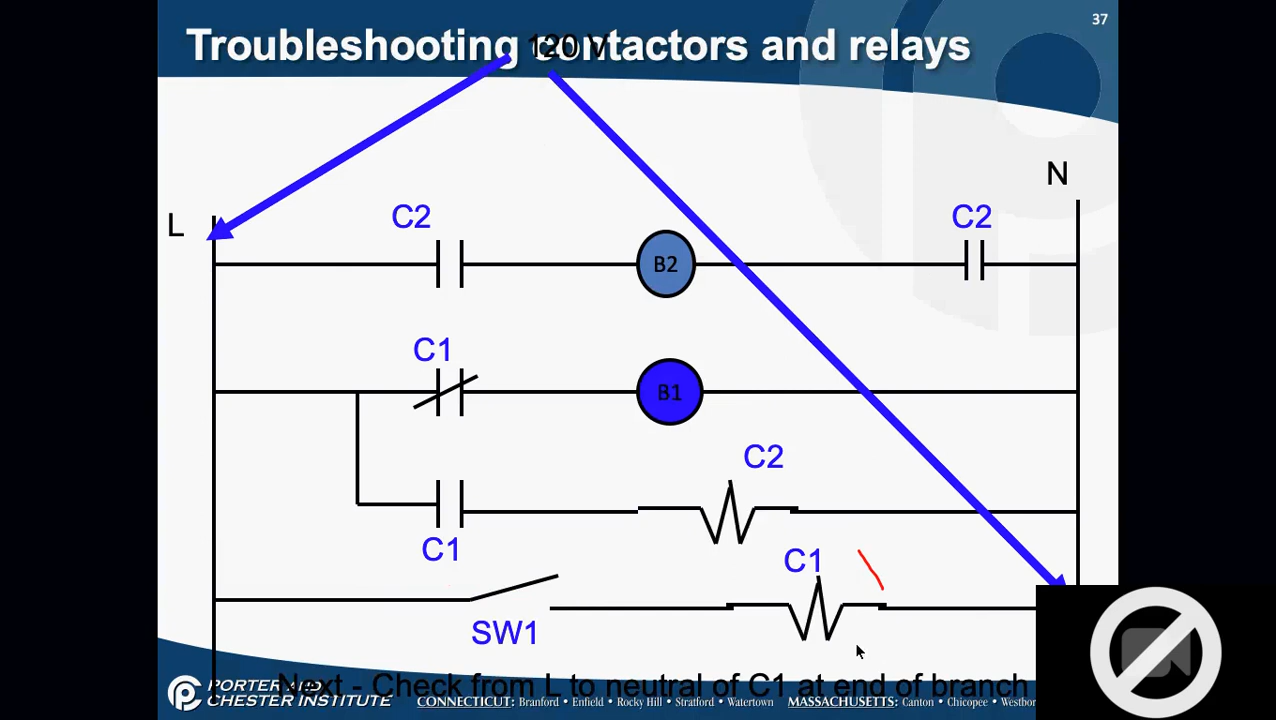 37
Troubleshooting contactors and relays
120 V
N
L
C2
C2
B2
C1
B1
C2
C1
C1
SW1
Next - Check from L to neutral of C1 at end of branch
PORTER AND
CHESTER INSTITUTE
CONNECTICUT: Branford • Enfield • Rocky Hill • Stratford • Watertown MASSACHUSETTS: Canton • Chicopee •